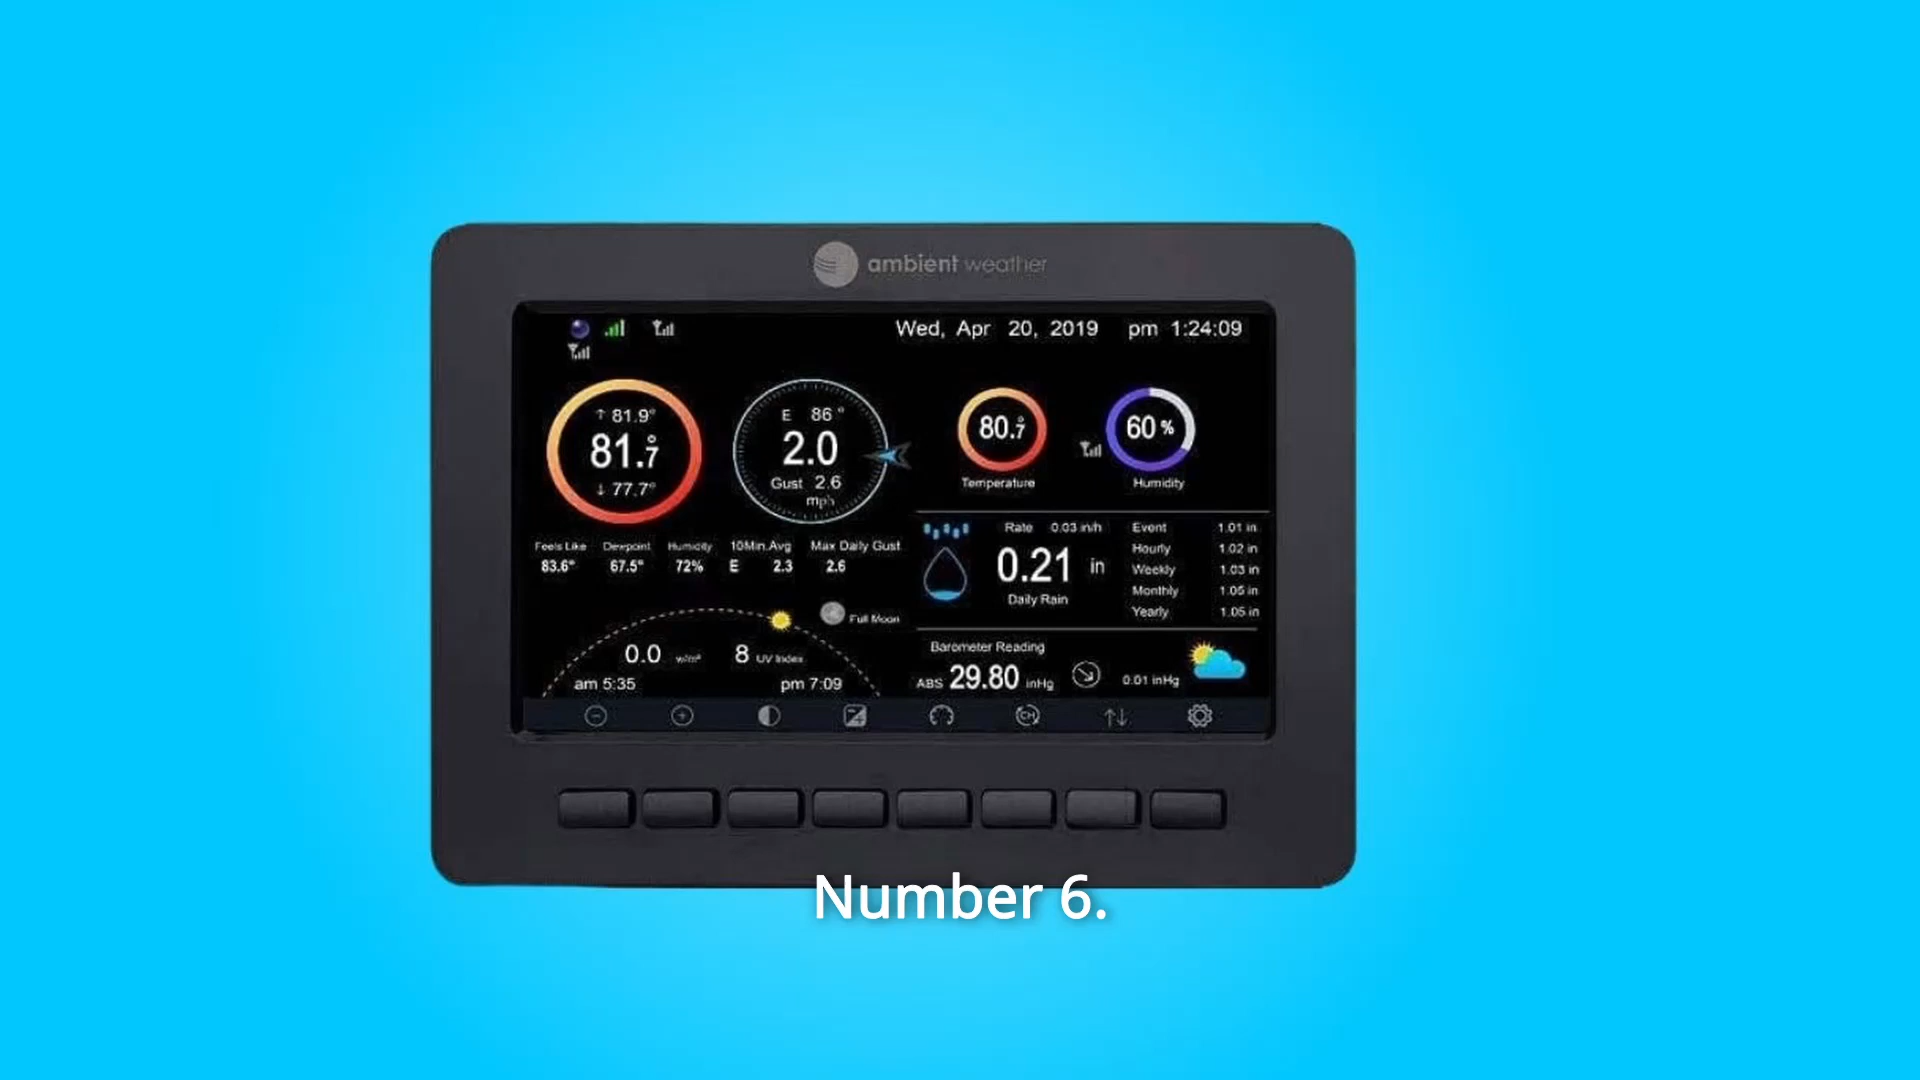 ambient weather
Wed, Apr 20, 2019 pm 1:24:09
↑ 81.9°
81.7°
↓ 77.7°
E 86°
2.0
Gust 2.6
mph
80.7°
Temperature
60 %
Humidity
Feels Like Dewpoint Humidity 10Min.Avg Max Daily Gust
83.6° 67.5° 72% E 2.3 2.6
Rate 0.03 in/h
0.21 in
Daily Rain
Event 1.01 in
Hourly 1.02 in
Weekly 1.03 in
Monthly 1.05 in
Yearly 1.05 in
Full Moon
0.0 w/m² 8 UV Index
am 5:35 pm 7:09
Barometer Reading
ABS 29.80 inHg 0.01 inHg
CH
Number 6.